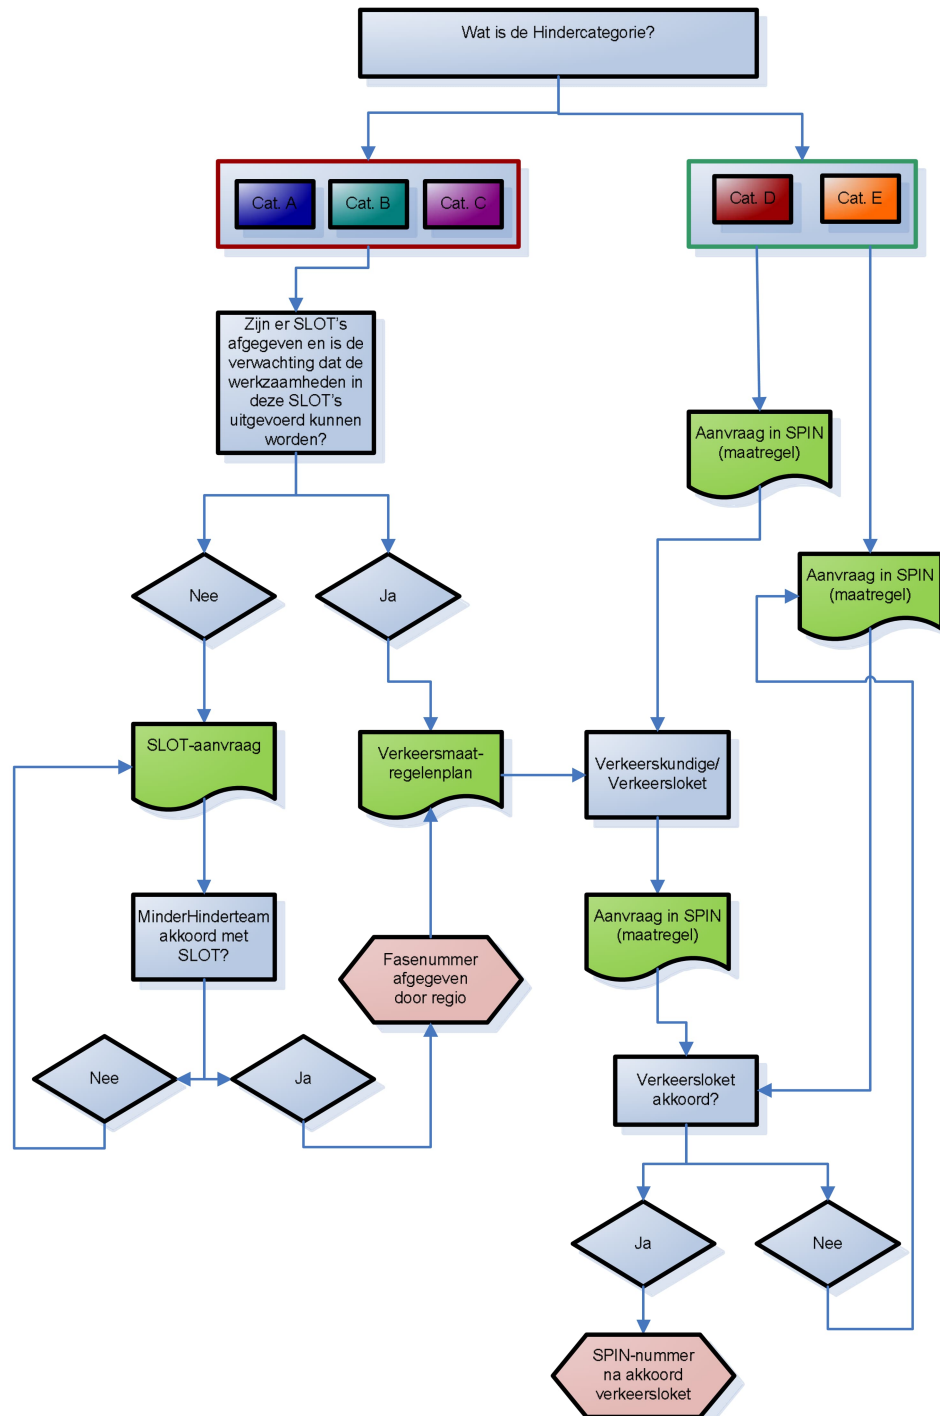 Wat is de Hindercategorie?
Cat. A
Cat. B
Cat. C
Cat. D
Cat. E
Zijn er SLOT's
afgegeven en is de
verwachting dat de
werkzaamheden in
deze SLOT's
uitgevoerd kunnen
worden?
Aanvraag in SPIN
(maatregel)
Aanvraag in SPIN
(maatregel)
Nee
Ja
SLOT-aanvraag
Verkeersmaat-
regelenplan
Verkeerskundige/
Verkeersloket
MinderHinderteam
akkoord met
SLOT?
Aanvraag in SPIN
(maatregel)
Fasenummer
afgegeven
door regio
Nee
Ja
Verkeersloket
akkoord?
Ja
Nee
SPIN-nummer
na akkoord
verkeersloket